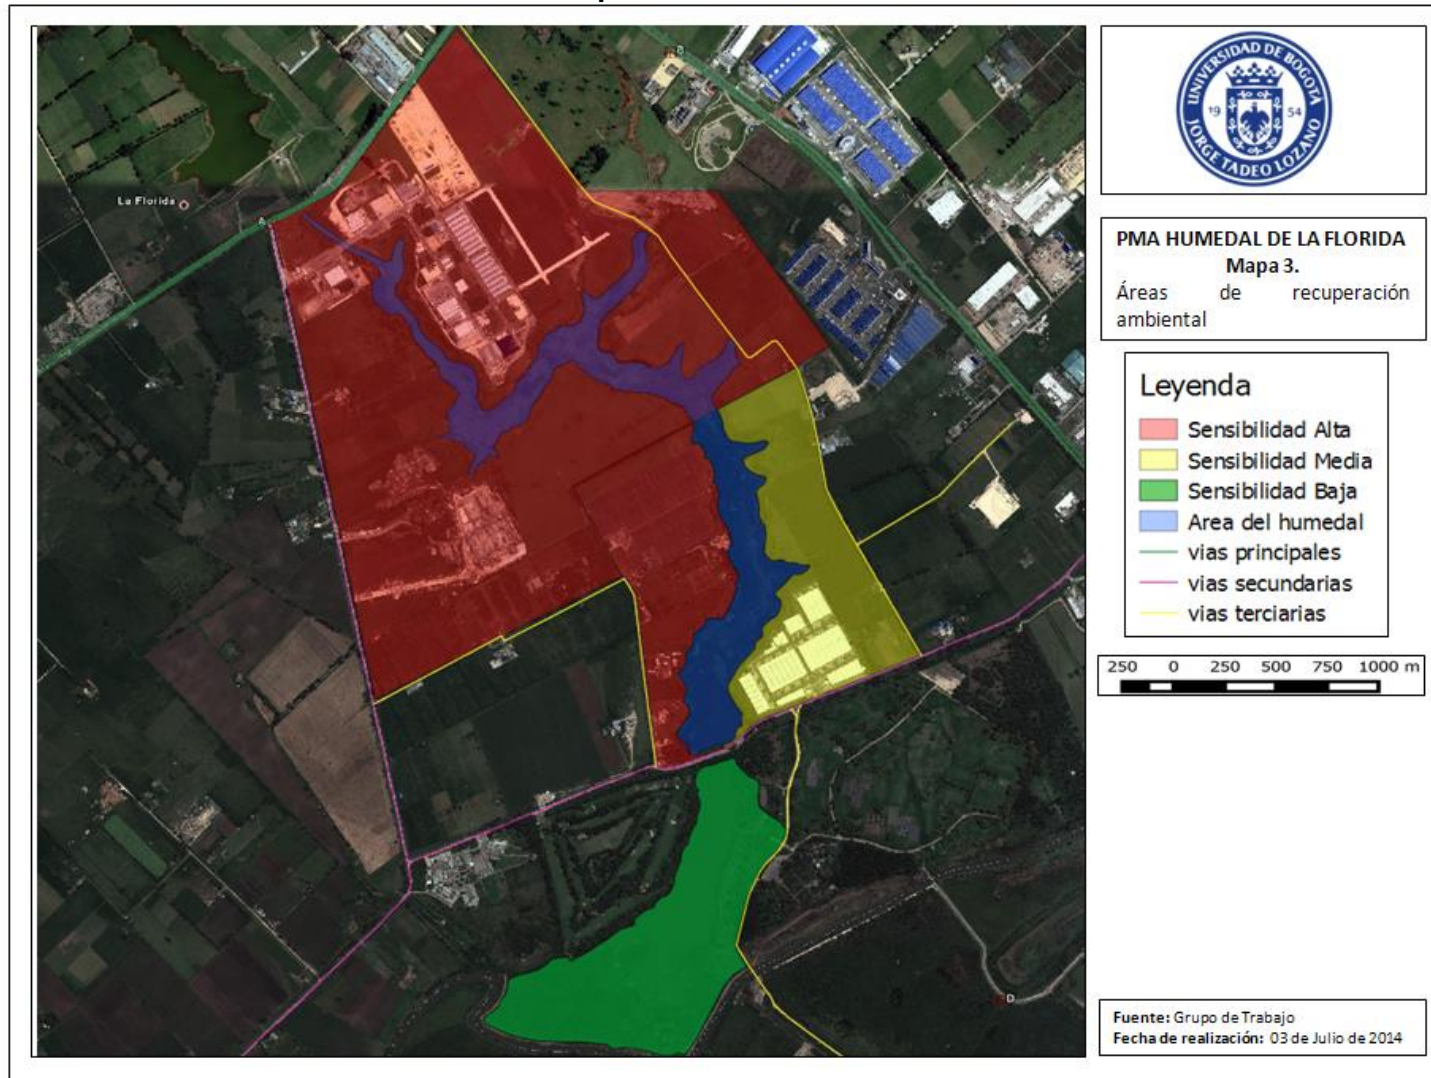 La Florida
A
B
C
D
UNIVERSIDAD DE BOGOTÁ
19 54
JORGE TADEO LOZANO
PMA HUMEDAL DE LA FLORIDA
Mapa 3.
Áreas de recuperación
ambiental
Leyenda
Sensibilidad Alta
Sensibilidad Media
Sensibilidad Baja
Area del humedal
vias principales
vias secundarias
vias terciarias
250 0 250 500 750 1000 m
Fuente: Grupo de Trabajo
Fecha de realización: 03 de Julio de 2014